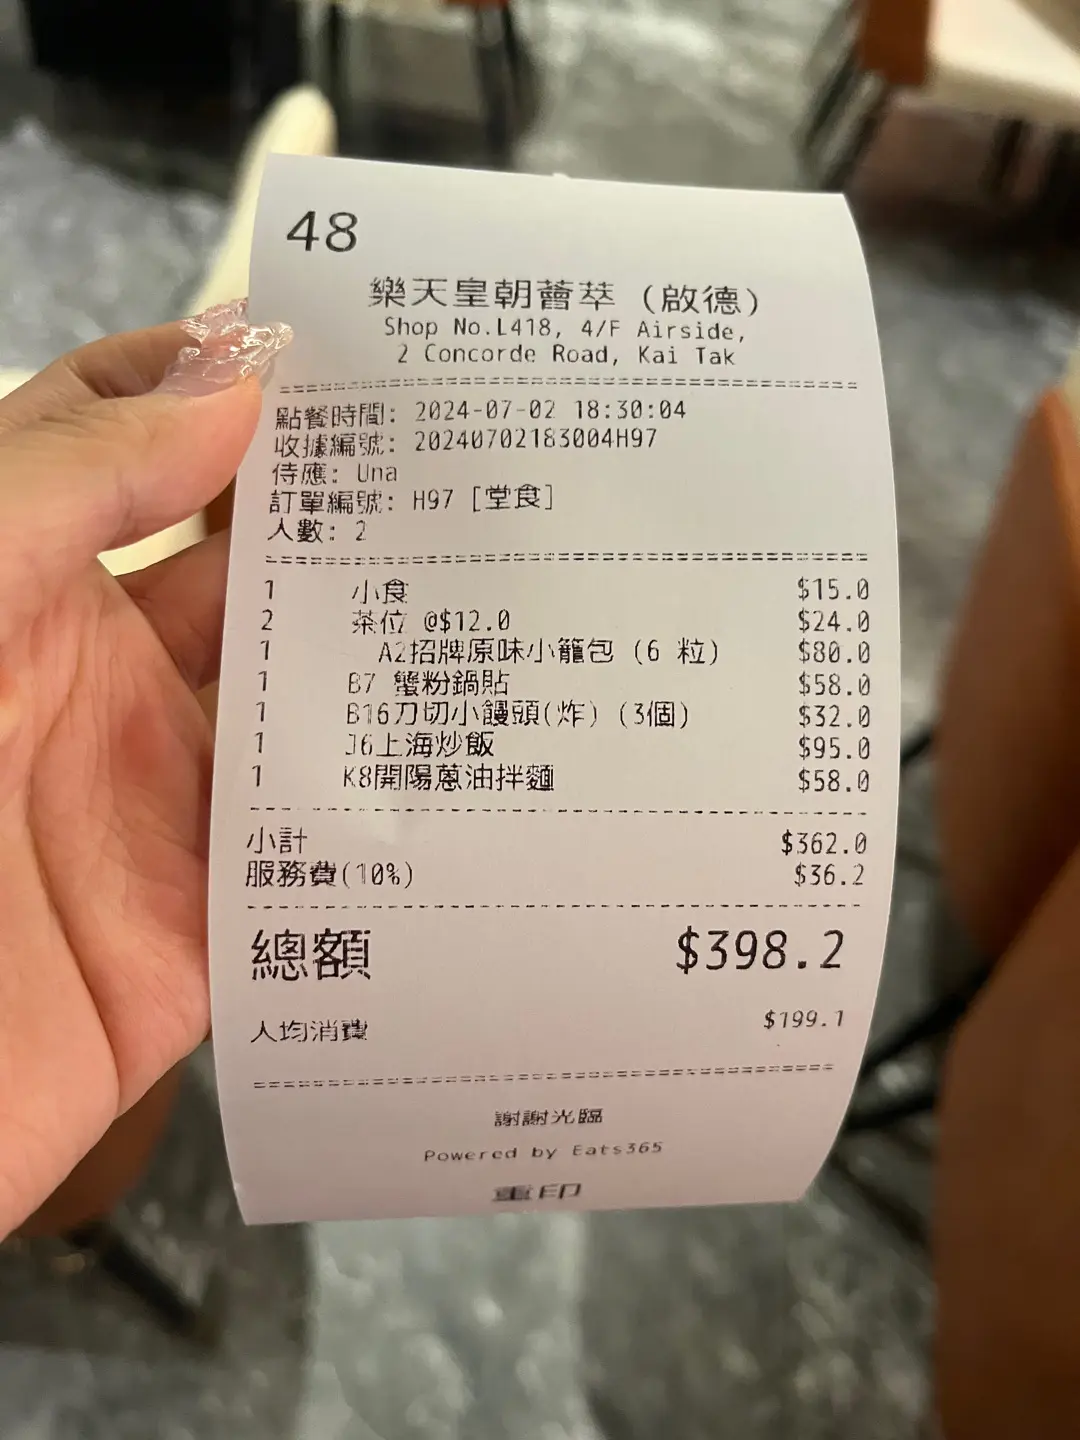 48
樂天皇朝薈萃 (啟德)
Shop No.L418, 4/F Airside,
2 Concorde Road, Kai Tak
點餐時間: 2024-07-02 18:30:04
收據編號: 20240702183004H97
侍應: Una
訂單編號: H97 [堂食]
人數: 2
1 小食 $15.0
2 茶位 @$12.0 $24.0
1 A2招牌原味小籠包 (6 粒) $80.0
1 B7 蟹粉鍋貼 $58.0
1 B16刀切小饅頭(炸) (3個) $32.0
1 J6上海炒飯 $95.0
1 K8開陽蔥油拌麵 $58.0
小計 $362.0
服務費(10%) $36.2
總額 $398.2
人均消費 $199.1
謝謝光臨
Powered by Eats365
重印